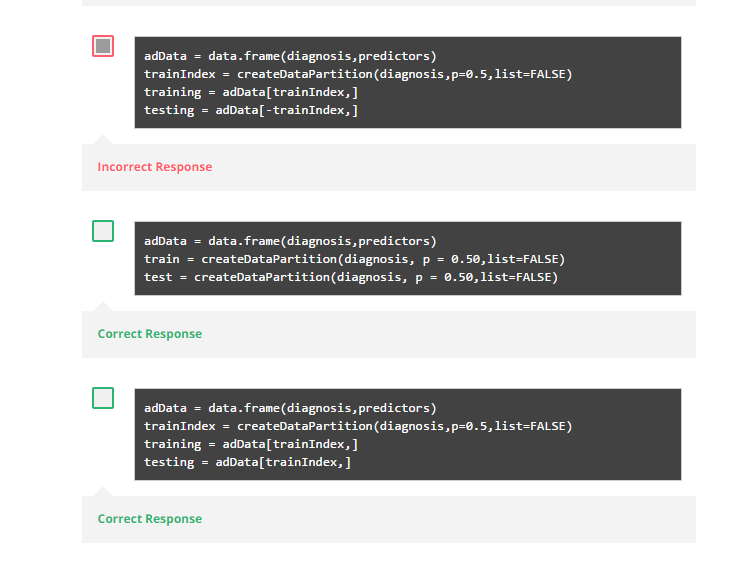 adData = data.frame(diagnosis,predictors)
trainIndex = createDataPartition(diagnosis,p=0.5,list=FALSE)
training = adData[trainIndex,]
testing = adData[-trainIndex,]
Incorrect Response
adData = data.frame(diagnosis,predictors)
train = createDataPartition(diagnosis, p = 0.50,list=FALSE)
test = createDataPartition(diagnosis, p = 0.50,list=FALSE)
Correct Response
adData = data.frame(diagnosis,predictors)
trainIndex = createDataPartition(diagnosis,p=0.5,list=FALSE)
training = adData[trainIndex,]
testing = adData[trainIndex,]
Correct Response